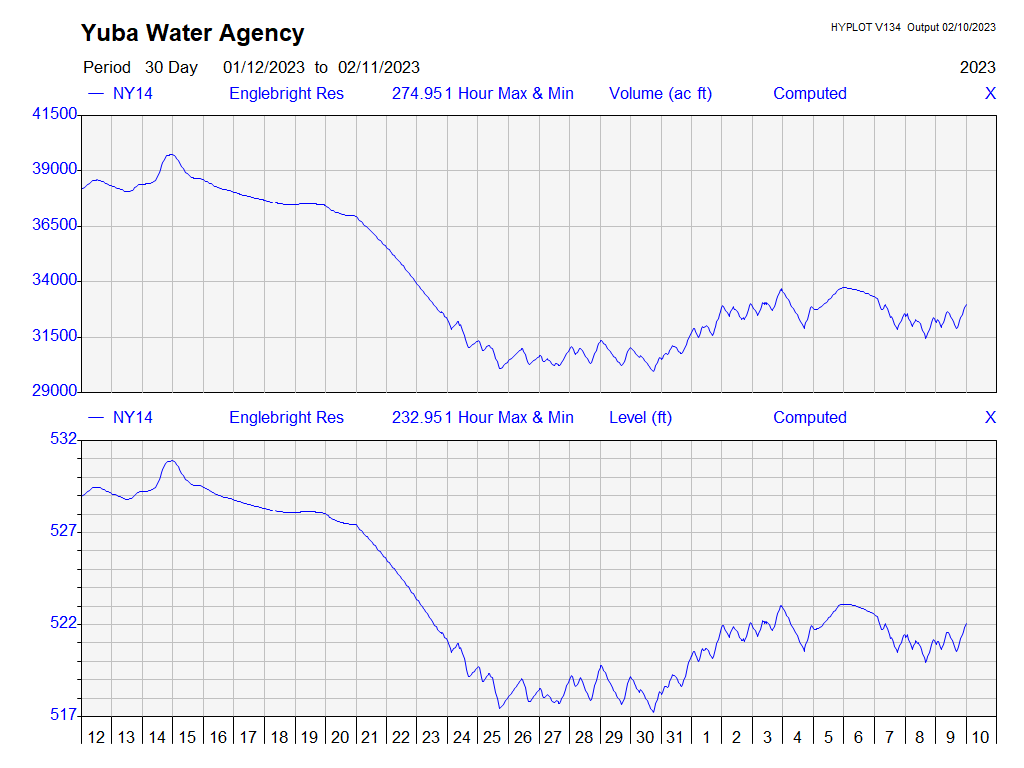 Yuba Water Agency
HYPLOT V134 Output 02/10/2023
Period 30 Day 01/12/2023 to 02/11/2023 2023
NY14 Englebright Res 274.951 Hour Max & Min Volume (ac ft) Computed X
41500
39000
36500
34000
31500
29000
NY14 Englebright Res 232.951 Hour Max & Min Level (ft) Computed X
532
527
522
517
12 13 14 15 16 17 18 19 20 21 22 23 24 25 26 27 28 29 30 31 1 2 3 4 5 6 7 8 9 10